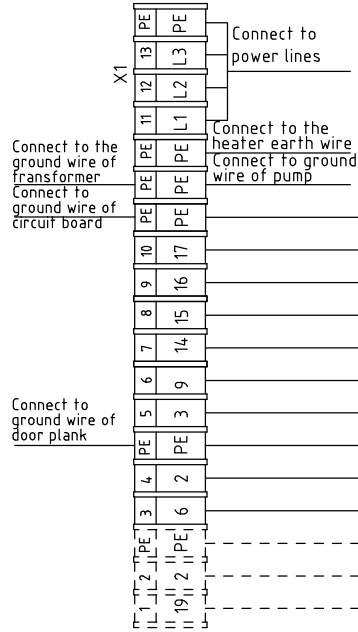 PE PE
Connect to
power lines
13 L3
X1
12 L2
11 L1
Connect to the
heater earth wire
Connect to the
ground wire of
transformer
PE PE
Connect to ground
wire of pump
PE PE
Connect to
ground wire of
circuit board
PE PE
10 17
9 16
8 15
7 14
6 9
Connect to
ground wire of
door plank
5 3
PE PE
4 2
3 6
PE PE
2 2
1 19